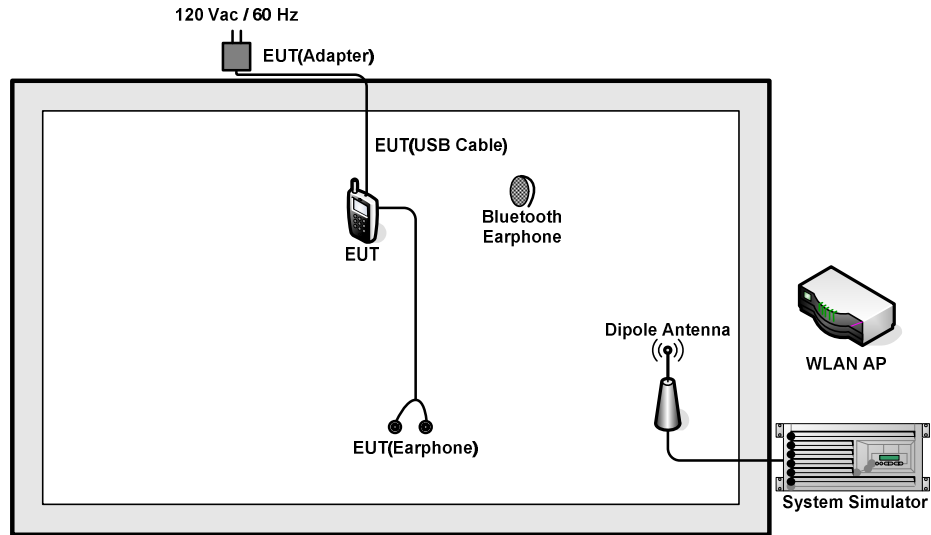 120 Vac / 60 Hz
EUT(Adapter)
EUT(USB Cable)
EUT
Bluetooth
Earphone
Dipole Antenna
WLAN AP
EUT(Earphone)
System Simulator